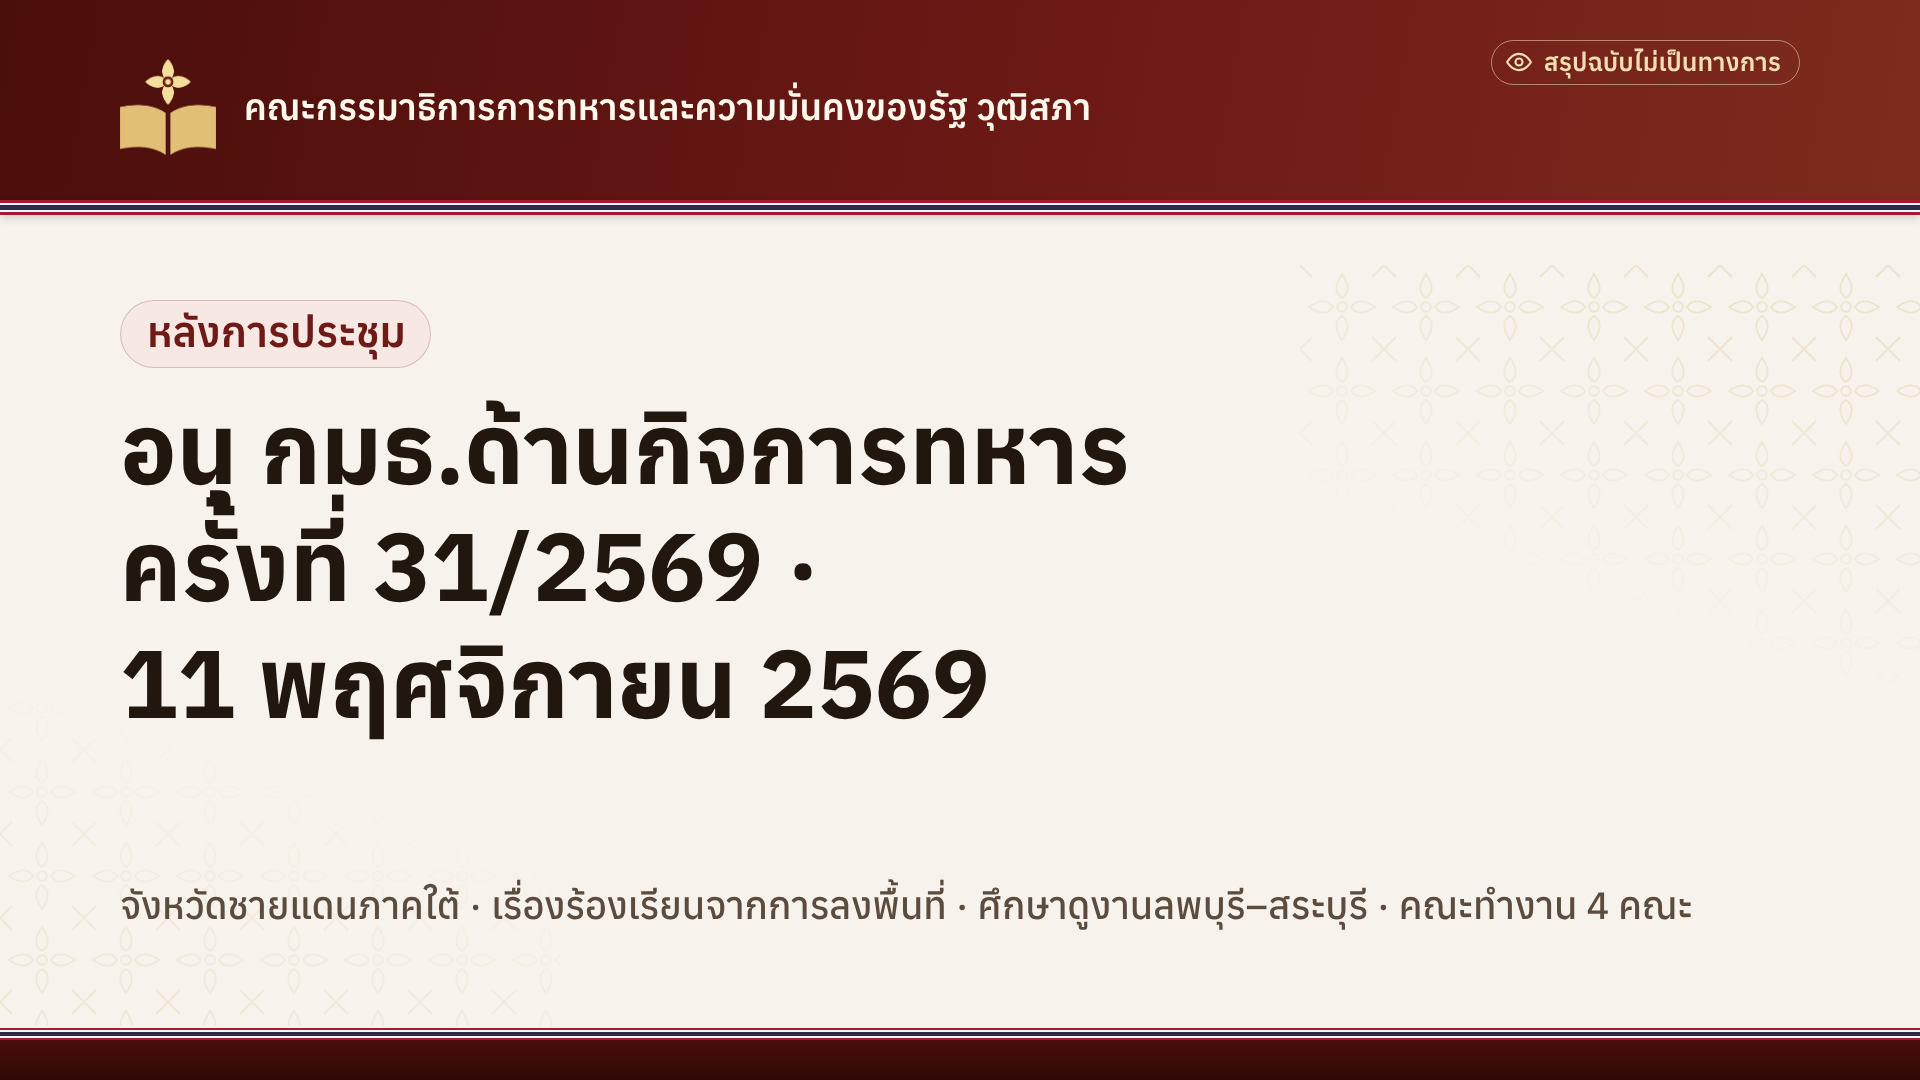 คณะกรรมาธิการการทหารและความมั่นคงของรัฐ วุฒิสภา
สรุปฉบับไม่เป็นทางการ
หลังการประชุม
อนุ กมธ.ด้านกิจการทหาร
ครั้งที่ 31/2569 ·
11 พฤศจิกายน 2569
จังหวัดชายแดนภาคใต้ · เรื่องร้องเรียนจากการลงพื้นที่ · ศึกษาดูงานลพบุรี–สระบุรี · คณะทำงาน 4 คณะ